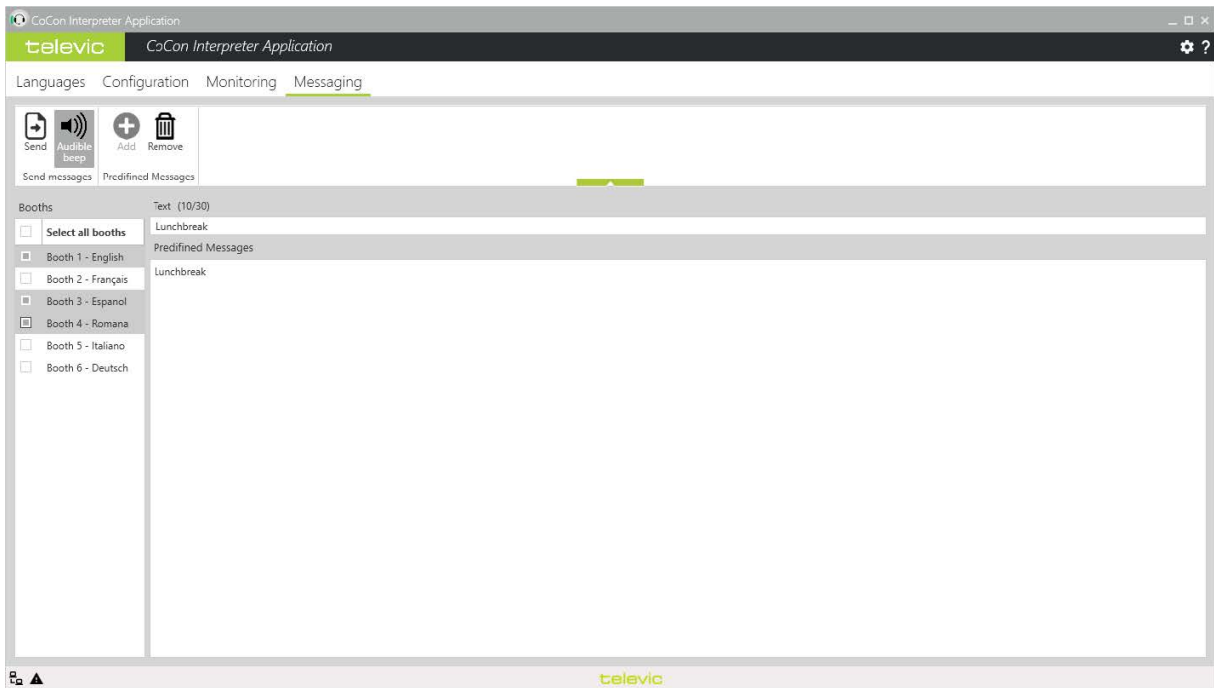 CoCon Interpreter Application
televic CoCon Interpreter Application ?
Languages Configuration Monitoring Messaging
Send Audible beep Add Remove
Send messages Predifined Messages
Booths
Select all booths
Booth 1 - English
Booth 2 - Français
Booth 3 - Espanol
Booth 4 - Romana
Booth 5 - Italiano
Booth 6 - Deutsch
Text (10/30)
Lunchbreak
Predifined Messages
Lunchbreak
televic